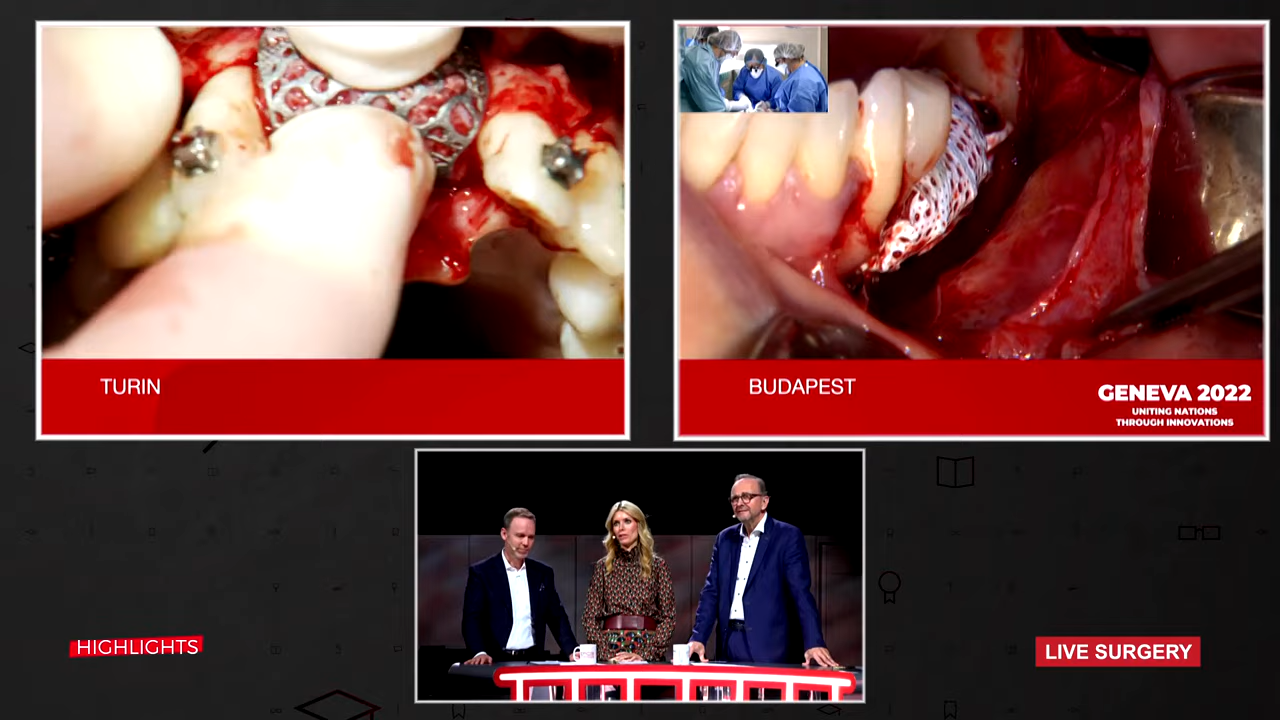 TURIN
BUDAPEST
GENEVA 2022
UNITING NATIONS
THROUGH INNOVATIONS
HIGHLIGHTS
LIVE SURGERY